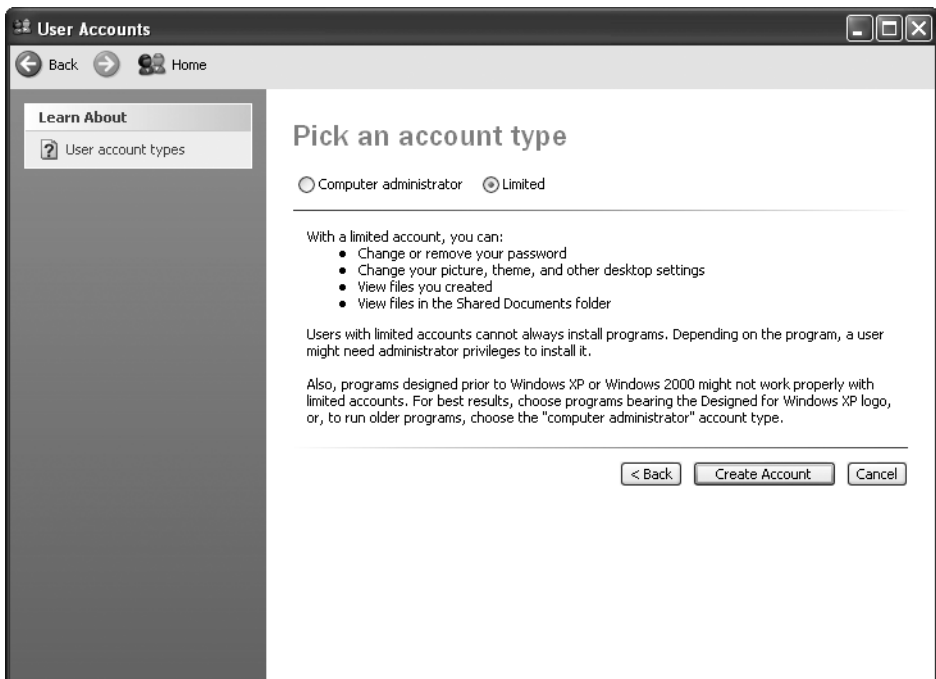 User Accounts
Back Home
Learn About
User account types
Pick an account type
Computer administrator Limited
With a limited account, you can:
• Change or remove your password
• Change your picture, theme, and other desktop settings
• View files you created
• View files in the Shared Documents folder
Users with limited accounts cannot always install programs. Depending on the program, a user
might need administrator privileges to install it.
Also, programs designed prior to Windows XP or Windows 2000 might not work properly with
limited accounts. For best results, choose programs bearing the Designed for Windows XP logo,
or, to run older programs, choose the "computer administrator" account type.
< Back Create Account Cancel